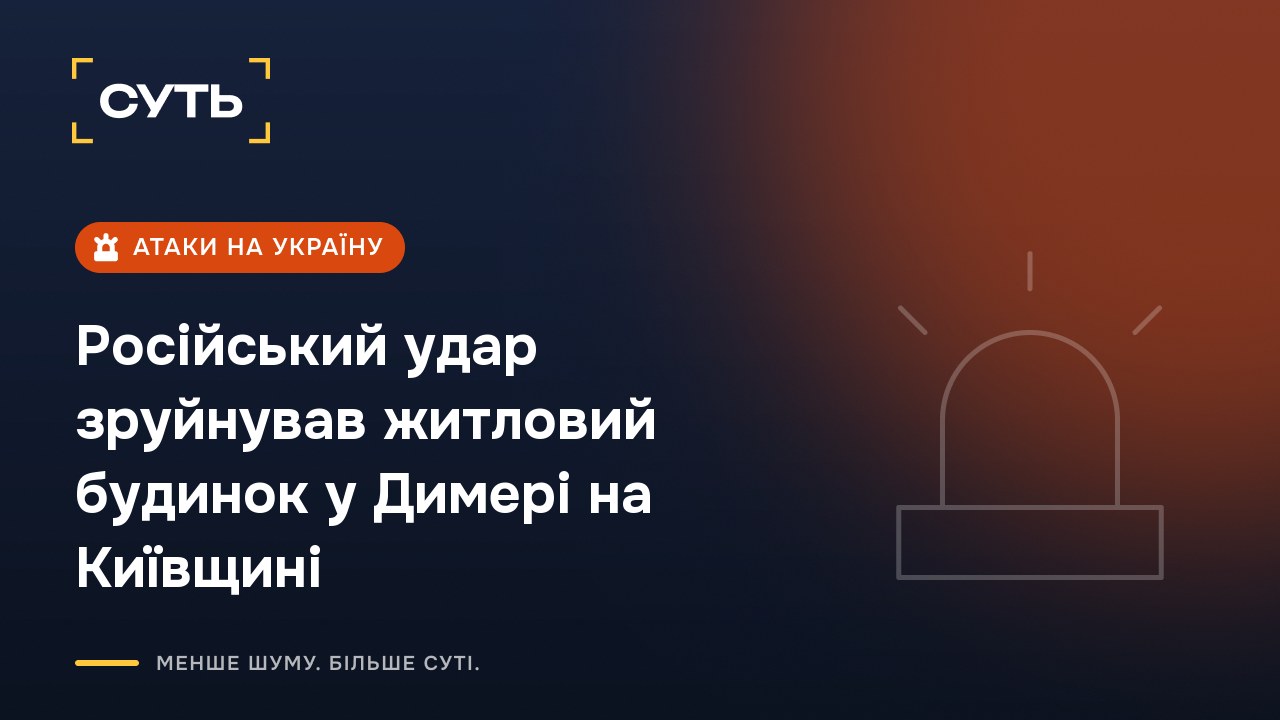 СУТЬ
АТАКИ НА УКРАЇНУ
Російський удар
зруйнував житловий
будинок у Димері на
Київщині
МЕНШЕ ШУМУ. БІЛЬШЕ СУТІ.